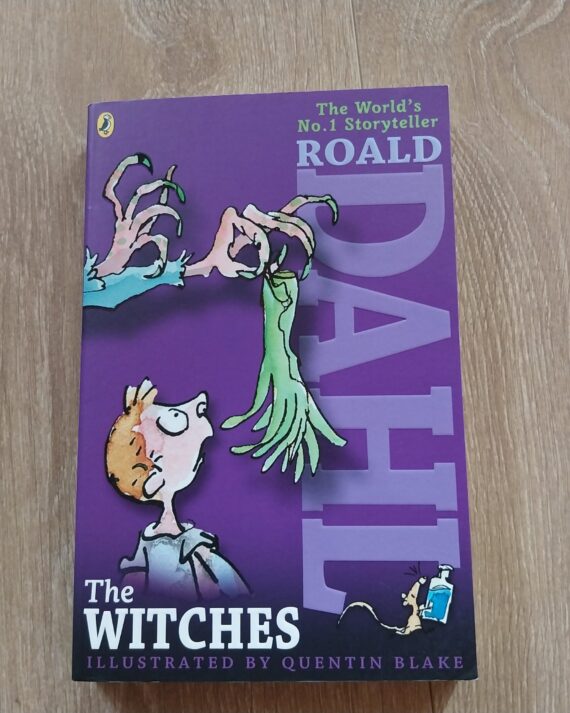 The World's
No.1 Storyteller
ROALD
DAHL
The
WITCHES
ILLUSTRATED BY QUENTIN BLAKE